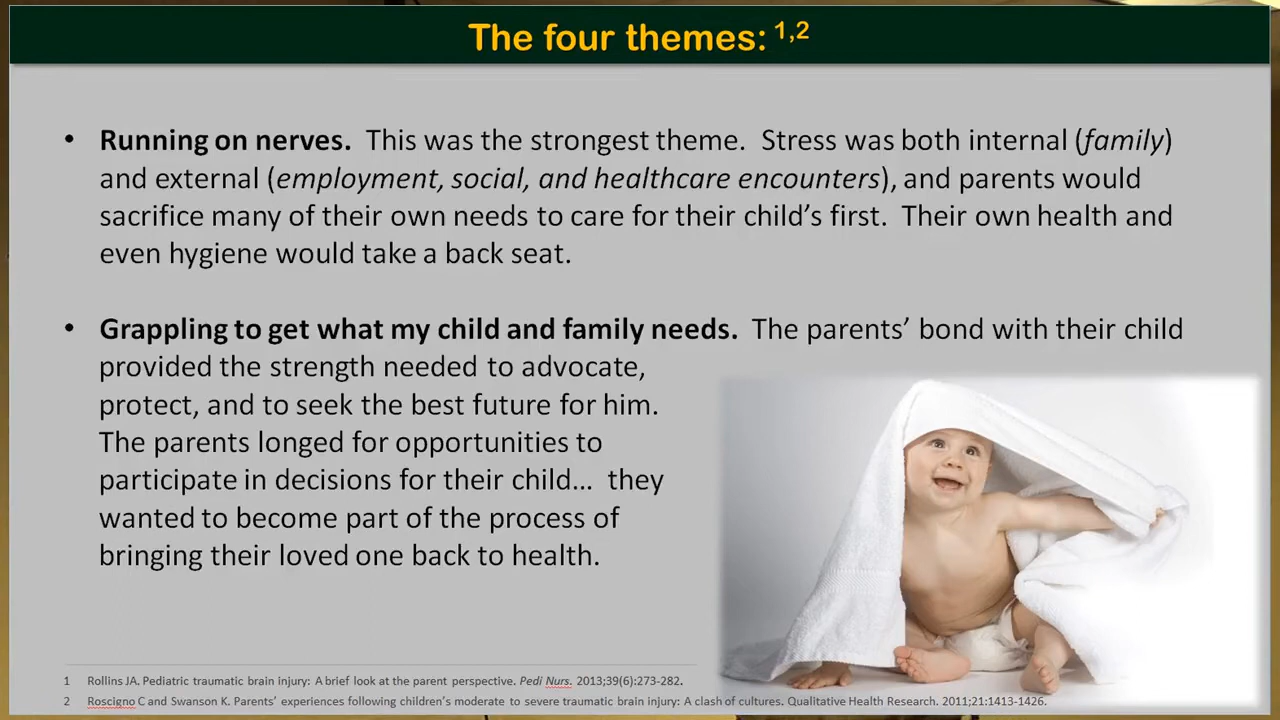 The four themes: 1,2
• Running on nerves. This was the strongest theme. Stress was both internal (family)
and external (employment, social, and healthcare encounters), and parents would
sacrifice many of their own needs to care for their child’s first. Their own health and
even hygiene would take a back seat.
• Grappling to get what my child and family needs. The parents’ bond with their child
provided the strength needed to advocate,
protect, and to seek the best future for him.
The parents longed for opportunities to
participate in decisions for their child… they
wanted to become part of the process of
bringing their loved one back to health.
1 Rollins JA. Pediatric traumatic brain injury: A brief look at the parent perspective. Pedi Nurs. 2013;39(6):273-282.
2 Roscigno C and Swanson K. Parents’ experiences following children’s moderate to severe traumatic brain injury: A clash of cultures. Qualitative Health Research. 2011;21:1413-1426.